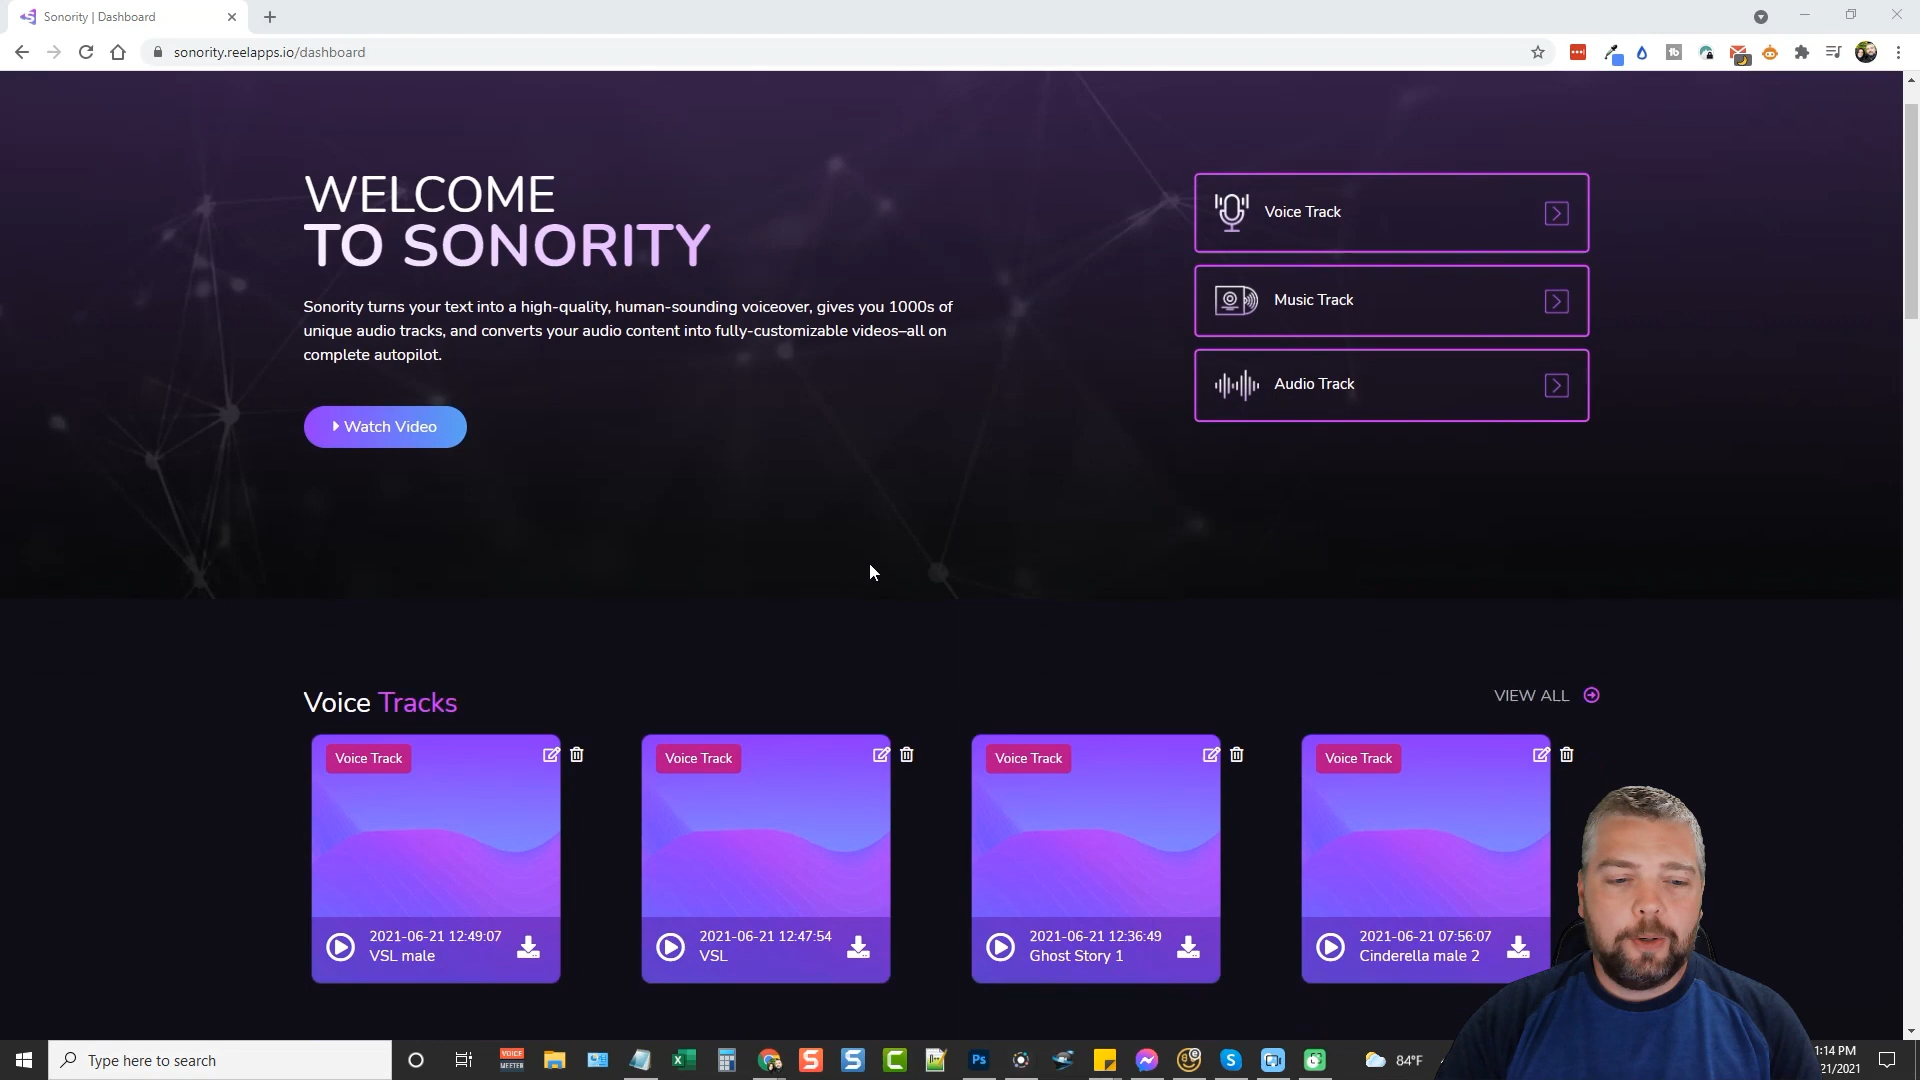 Sonority | Dashboard
sonority.reelapps.io/dashboard
WELCOME
TO SONORITY
Sonority turns your text into a high-quality, human-sounding voiceover, gives you 1000s of
unique audio tracks, and converts your audio content into fully-customizable videos–all on
complete autopilot.
Watch Video
Voice Track
Music Track
Audio Track
Voice Tracks
VIEW ALL
Voice Track
2021-06-21 12:49:07
VSL male
Voice Track
2021-06-21 12:47:54
VSL
Voice Track
2021-06-21 12:36:49
Ghost Story 1
Voice Track
2021-06-21 07:56:07
Cinderella male 2
Type here to search
VOICE
MEETER
Ps
84°F
1:14 PM
21/2021